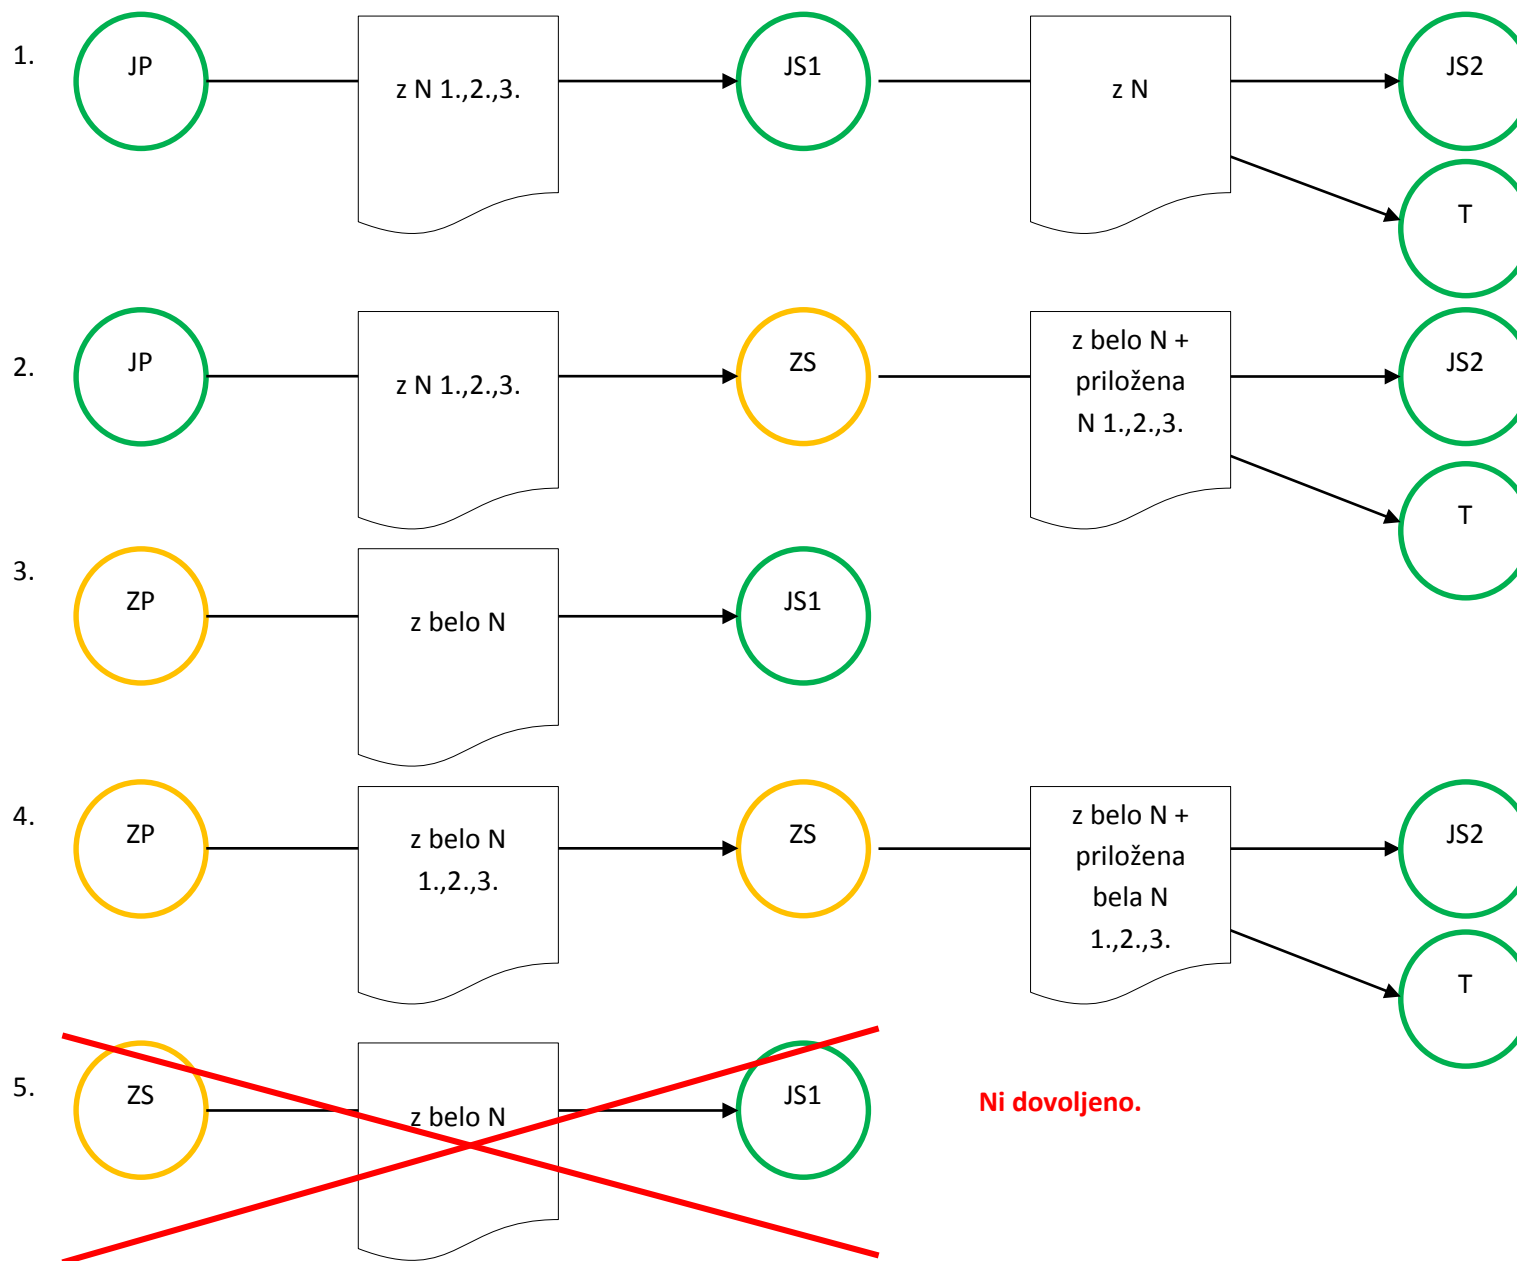 1.
JP
z N 1.,2.,3.
JS1
z N
JS2
T
2.
JP
z N 1.,2.,3.
ZS
z belo N +
priložena
N 1.,2.,3.
JS2
T
3.
ZP
z belo N
JS1
4.
ZP
z belo N
1.,2.,3.
ZS
z belo N +
priložena
bela N
1.,2.,3.
JS2
T
5.
ZS
z belo N
JS1
Ni dovoljeno.